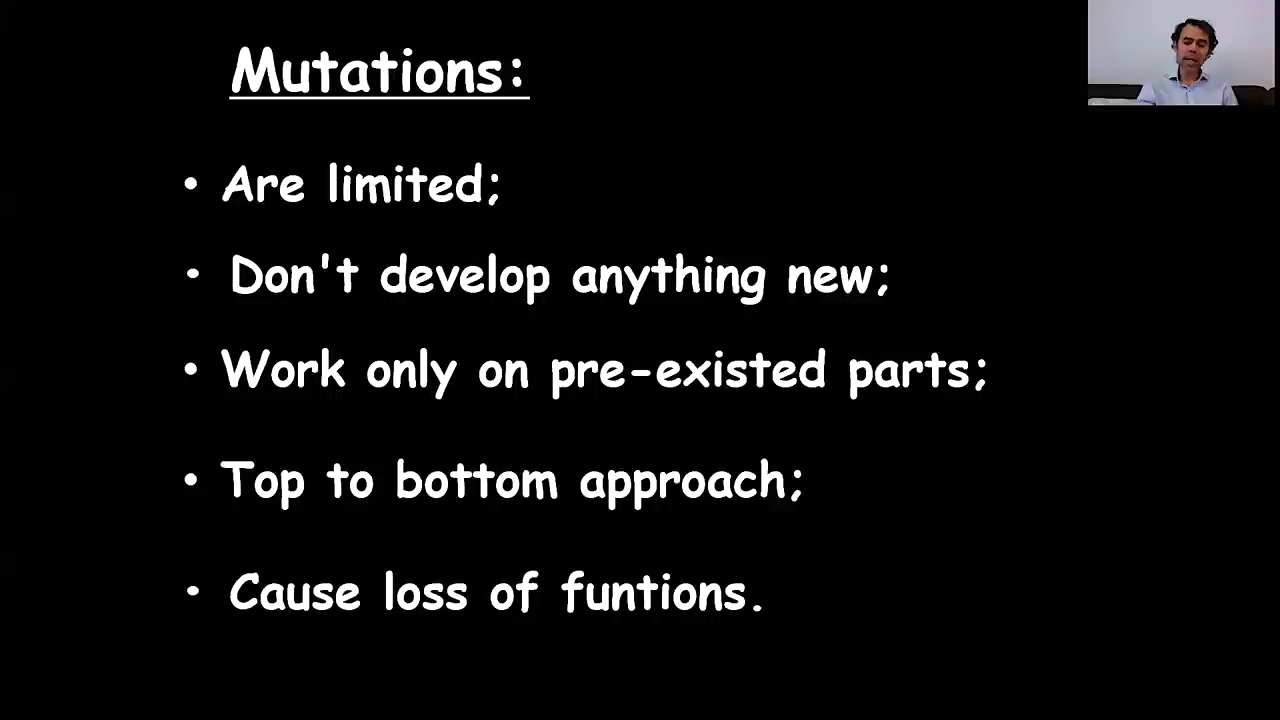 Mutations:
• Are limited;
• Don't develop anything new;
• Work only on pre-existed parts;
• Top to bottom approach;
• Cause loss of funtions.